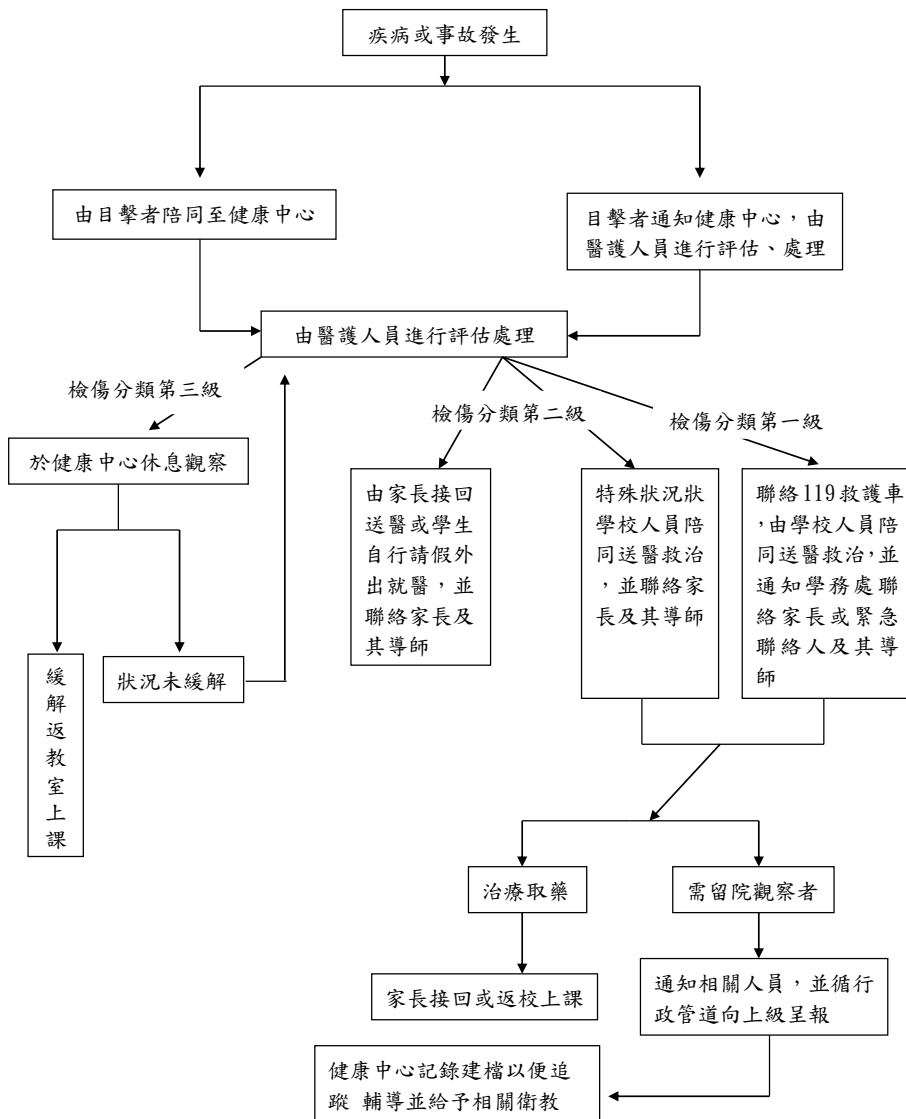 疾病或事故發生
由目擊者陪同至健康中心
目擊者通知健康中心，由
醫護人員進行評估、處理
由醫護人員進行評估處理
檢傷分類第三級
檢傷分類第二級
檢傷分類第一級
於健康中心休息觀察
由家長接回
送醫或學生
自行請假外
出就醫，並
聯絡家長及
其導師
特殊狀況狀
學校人員陪
同送醫救治
，並聯絡家
長及其導師
聯絡119救護車
，由學校人員陪
同送醫救治，並
通知學務處聯
絡家長或緊急
聯絡人及其導
師
緩
解
返
教
室
上
課
狀況未緩解
治療取藥
需留院觀察者
家長接回或返校上課
通知相關人員，並循行
政管道向上級呈報
健康中心記錄建檔以便追
蹤 輔導並給予相關衛教